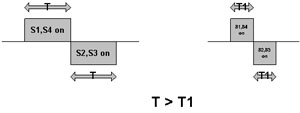 T
S1,S4 on
S2,S3 on
T
T1
S1,S4
on
S2,S3
on
T1
T > T1